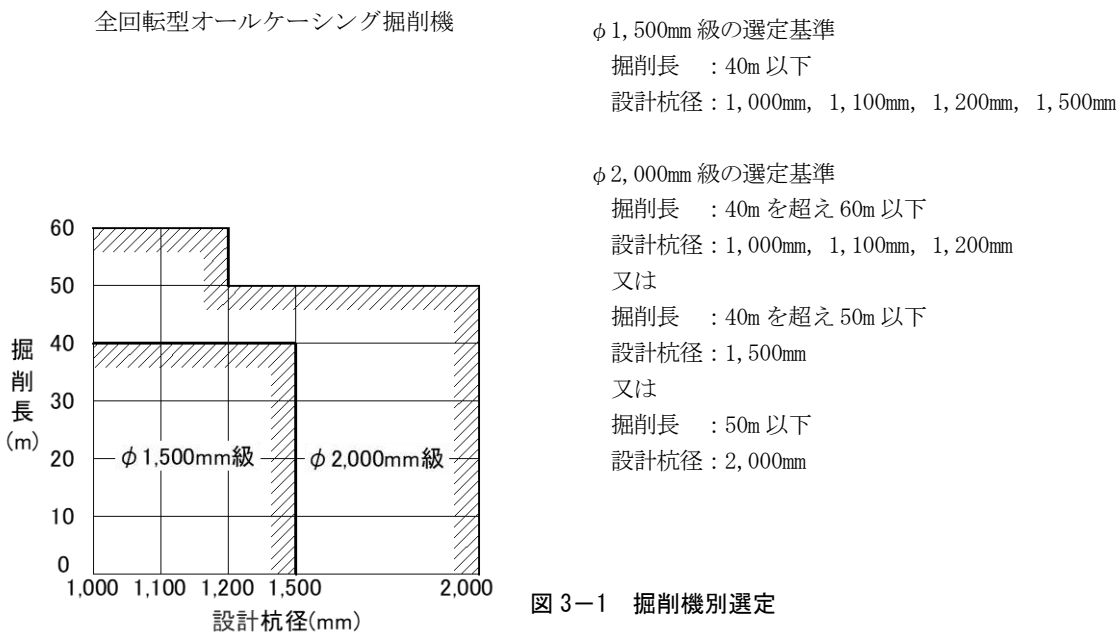 全回転型オールケーシング掘削機
φ1,500mm 級の選定基準
掘削長 :40m 以下
設計杭径:1,000mm, 1,100mm, 1,200mm, 1,500mm
φ2,000mm 級の選定基準
掘削長 :40m を超え 60m 以下
設計杭径:1,000mm, 1,100mm, 1,200mm
又は
掘削長 :40m を超え 50m 以下
設計杭径:1,500mm
又は
掘削長 :50m 以下
設計杭径:2,000mm
60
50
40
30
20
10
0
掘削長(m)
φ1,500mm級
φ2,000mm級
1,000 1,100 1,200 1,500 2,000
設計杭径(mm)
図 3-1 掘削機別選定